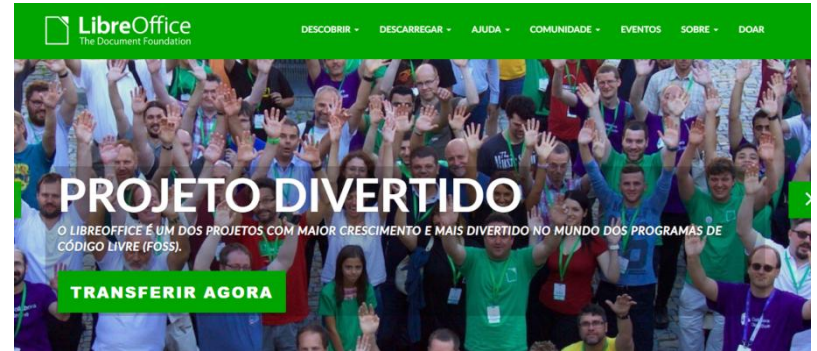 LibreOffice
The Document Foundation
DESCOBRIR
DESCARREGAR
AJUDA
COMUNIDADE
EVENTOS
SOBRE
DOAR
PROJETO DIVERTIDO
O LIBREOFFICE É UM DOS PROJETOS COM MAIOR CRESCIMENTO E MAIS DIVERTIDO NO MUNDO DOS PROGRAMAS DE
CÓDIGO LIVRE (FOSS).
TRANSFERIR AGORA